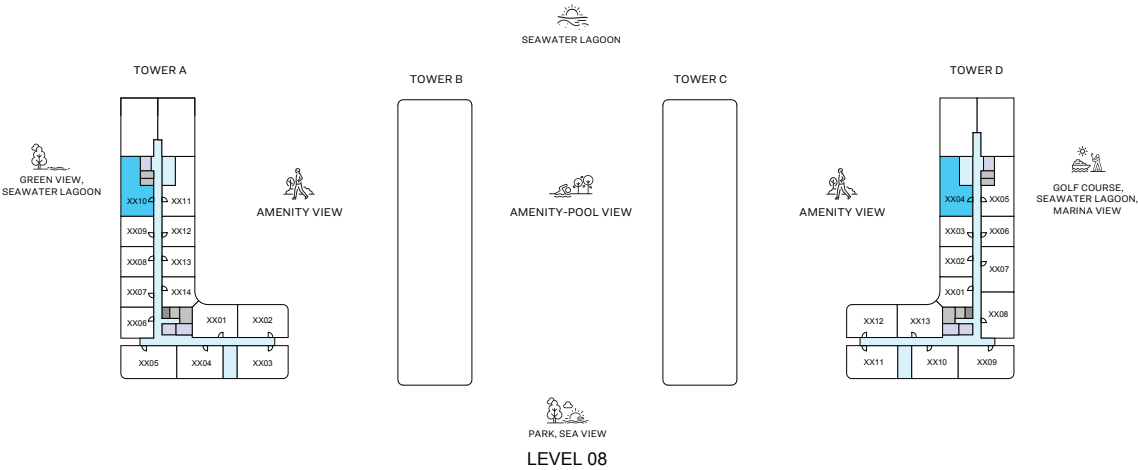 SEAWATER LAGOON
TOWER A
TOWER B
TOWER C
TOWER D
GREEN VIEW,
SEAWATER LAGOON
AMENITY VIEW
AMENITY-POOL VIEW
AMENITY VIEW
GOLF COURSE,
SEAWATER LAGOON,
MARINA VIEW
XX10
XX11
XX09
XX12
XX08
XX13
XX07
XX14
XX06
XX01
XX02
XX05
XX04
XX03
XX04
XX05
XX03
XX06
XX02
XX07
XX01
XX08
XX12
XX13
XX11
XX10
XX09
PARK, SEA VIEW
LEVEL 08